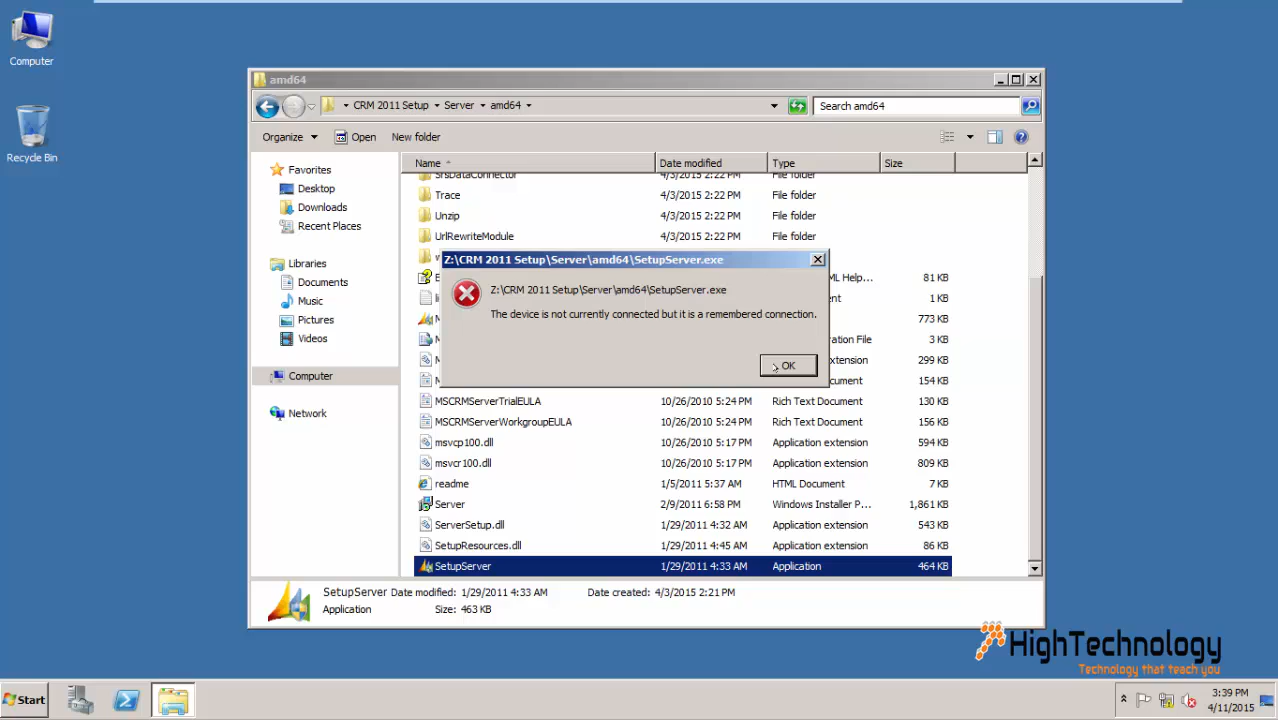 Computer
Recycle Bin
amd64
CRM 2011 Setup Server amd64
Search amd64
Organize Open New folder
Name Date modified Type Size
Favorites
Desktop
Downloads
Recent Places
Libraries
Documents
Music
Pictures
Videos
Computer
Network
SrsDataConnector 4/3/2015 2:22 PM File folder
Trace 4/3/2015 2:22 PM File folder
Unzip 4/3/2015 2:22 PM File folder
UrlRewriteModule 4/3/2015 2:22 PM File folder
Z:\CRM 2011 Setup\Server\amd64\SetupServer.exe
Z:\CRM 2011 Setup\Server\amd64\SetupServer.exe
The device is not currently connected but it is a remembered connection.
OK
81 KB
1 KB
773 KB
3 KB
299 KB
154 KB
MSCRMServerTrialEULA 10/26/2010 5:24 PM Rich Text Document 130 KB
MSCRMServerWorkgroupEULA 10/26/2010 5:24 PM Rich Text Document 156 KB
msvcp100.dll 10/26/2010 5:17 PM Application extension 594 KB
msvcr100.dll 10/26/2010 5:17 PM Application extension 809 KB
readme 1/5/2011 5:37 AM HTML Document 7 KB
Server 2/9/2011 6:58 PM Windows Installer P... 1,861 KB
ServerSetup.dll 1/29/2011 4:32 AM Application extension 543 KB
SetupResources.dll 1/29/2011 4:45 AM Application extension 86 KB
SetupServer 1/29/2011 4:33 AM Application 464 KB
SetupServer Date modified: 1/29/2011 4:33 AM Date created: 4/3/2015 2:21 PM
Application Size: 463 KB
HighTechnology
Technology that teach you
Start
3:39 PM
4/11/2015